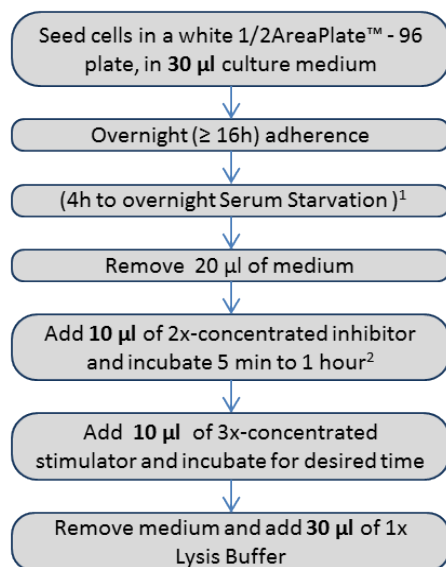 Seed cells in a white 1/2AreaPlate™ - 96
plate, in 30 µl culture medium
Overnight (≥ 16h) adherence
(4h to overnight Serum Starvation )¹
Remove  20 µl of medium
Add 10 µl of 2x-concentrated inhibitor
and incubate 5 min to 1 hour²
Add  10 µl  of 3x-concentrated
stimulator and incubate for desired time
Remove medium and add 30 µl of 1x
Lysis Buffer